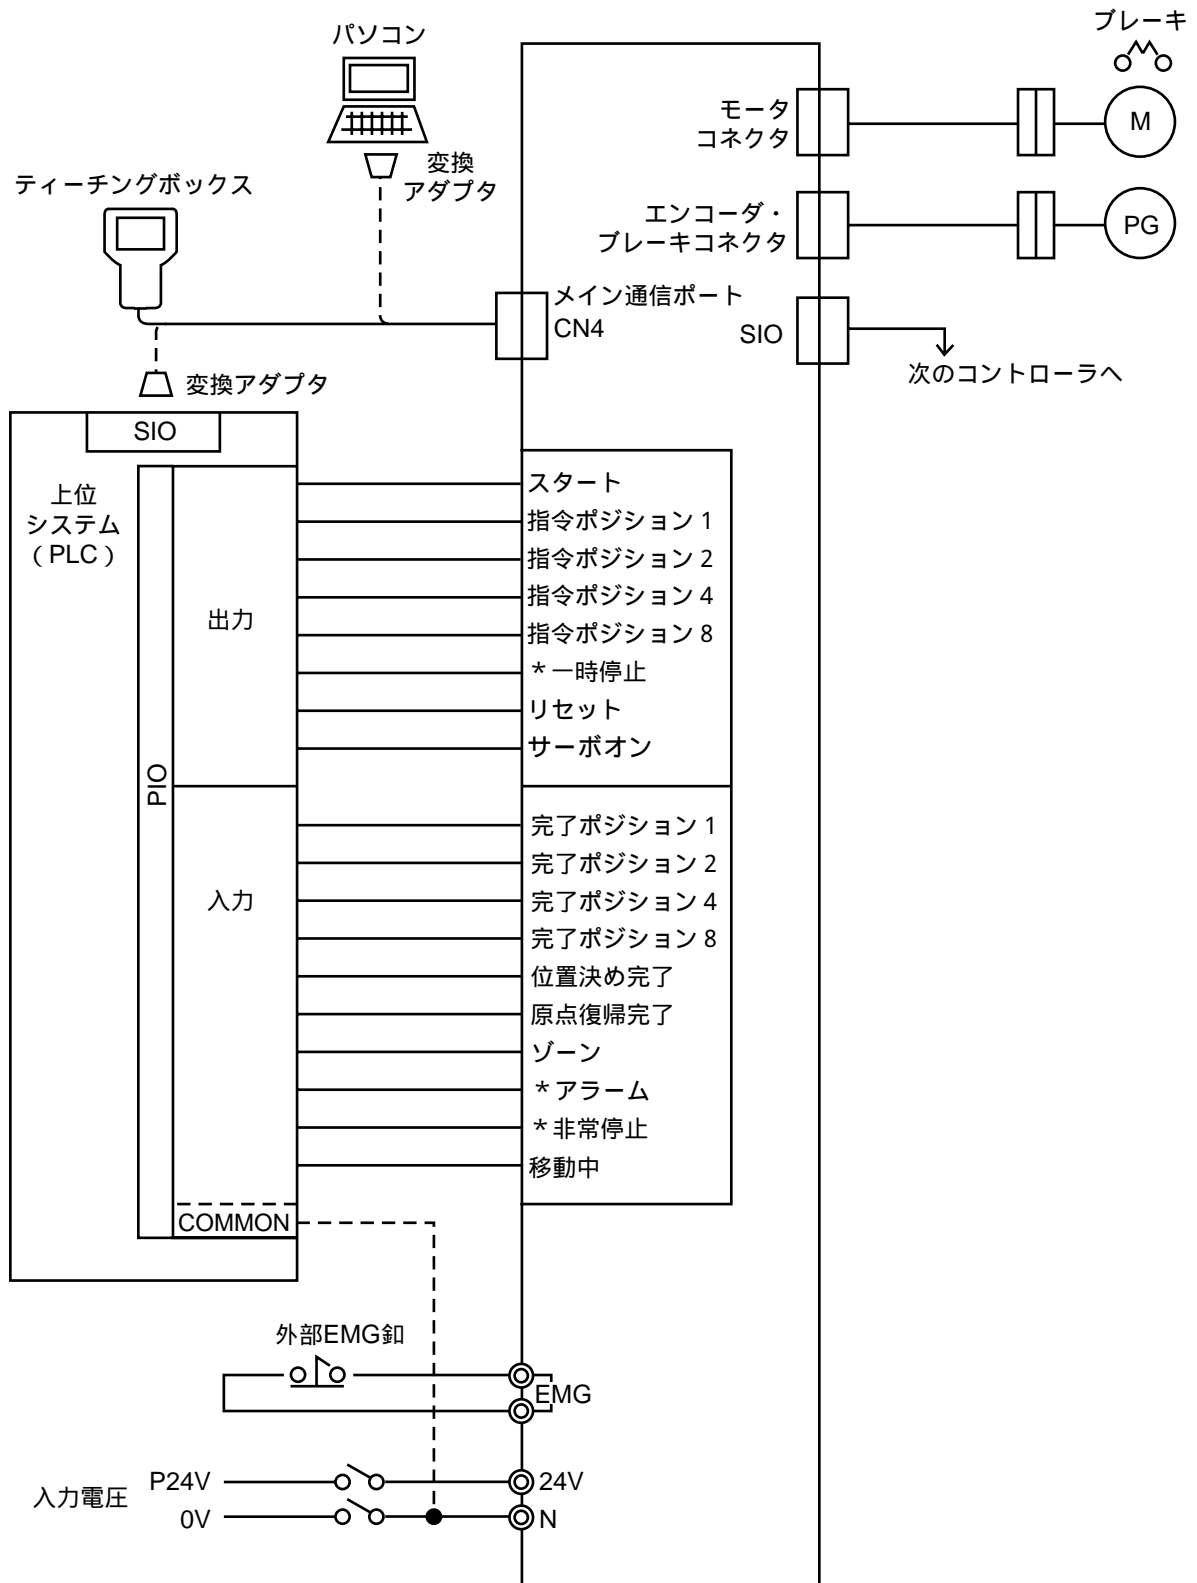 ブレーキ
パソコン
モータ
コネクタ
M
変換
アダプタ
ティーチングボックス
エンコーダ・
ブレーキコネクタ
PG
メイン通信ポート
CN4
SIO
次のコントローラへ
変換アダプタ
SIO
上位
システム
(PLC)
PIO
出力
スタート
指令ポジション 1
指令ポジション 2
指令ポジション 4
指令ポジション 8
*一時停止
リセット
サーボオン
入力
完了ポジション 1
完了ポジション 2
完了ポジション 4
完了ポジション 8
位置決め完了
原点復帰完了
ゾーン
*アラーム
*非常停止
移動中
COMMON
外部EMG釦
EMG
入力電圧
P24V
24V
0V
N